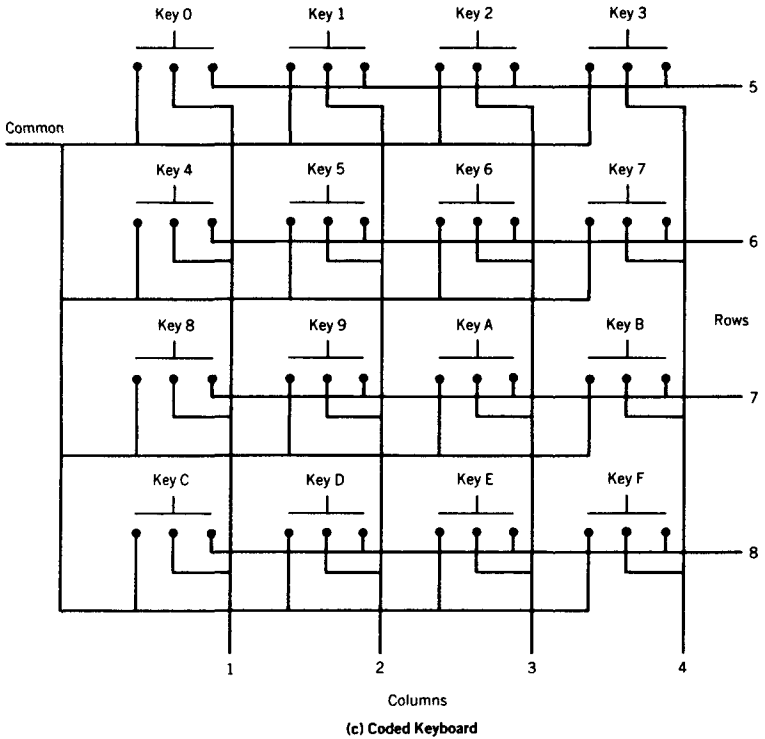 Key 0 Key 1 Key 2 Key 3
5
Common
Key 4 Key 5 Key 6 Key 7
6
Rows
Key 8 Key 9 Key A Key B
7
Key C Key D Key E Key F
8
1 2 3 4
Columns
(c) Coded Keyboard